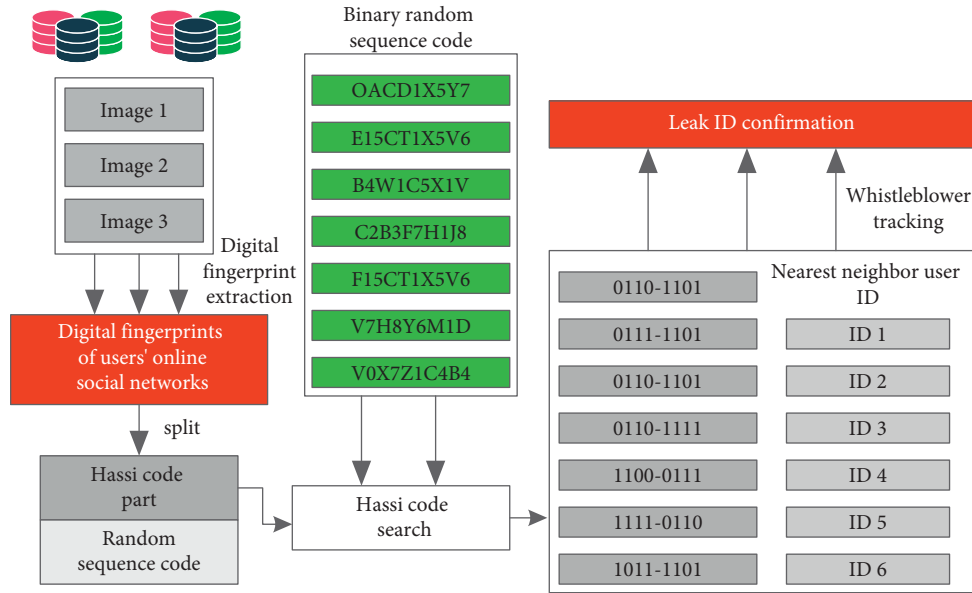 Image 1
Image 2
Image 3
Digital
fingerprint
extraction
Digital fingerprints
of users' online
social networks
split
Hassi code
part
Random
sequence code
Binary random
sequence code
OACD1X5Y7
E15CT1X5V6
B4W1C5X1V
C2B3F7H1J8
F15CT1X5V6
V7H8Y6M1D
V0X7Z1C4B4
Hassi code
search
Leak ID confirmation
Whistleblower
tracking
Nearest neighbor user
ID
0110-1101
0111-1101
ID 1
0110-1101
ID 2
0110-1111
ID 3
1100-0111
ID 4
1111-0110
ID 5
1011-1101
ID 6